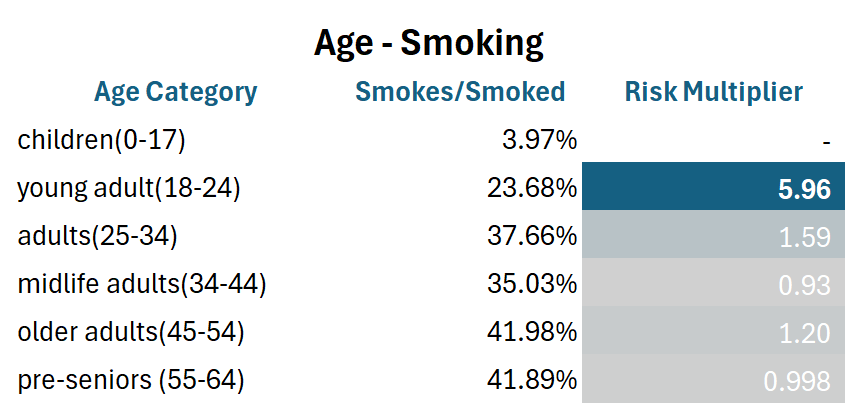 Age - Smoking
Age Category Smokes/Smoked Risk Multiplier
children(0-17) 3.97% -
young adult(18-24) 23.68% 5.96
adults(25-34) 37.66% 1.59
midlife adults(34-44) 35.03% 0.93
older adults(45-54) 41.98% 1.20
pre-seniors (55-64) 41.89% 0.998